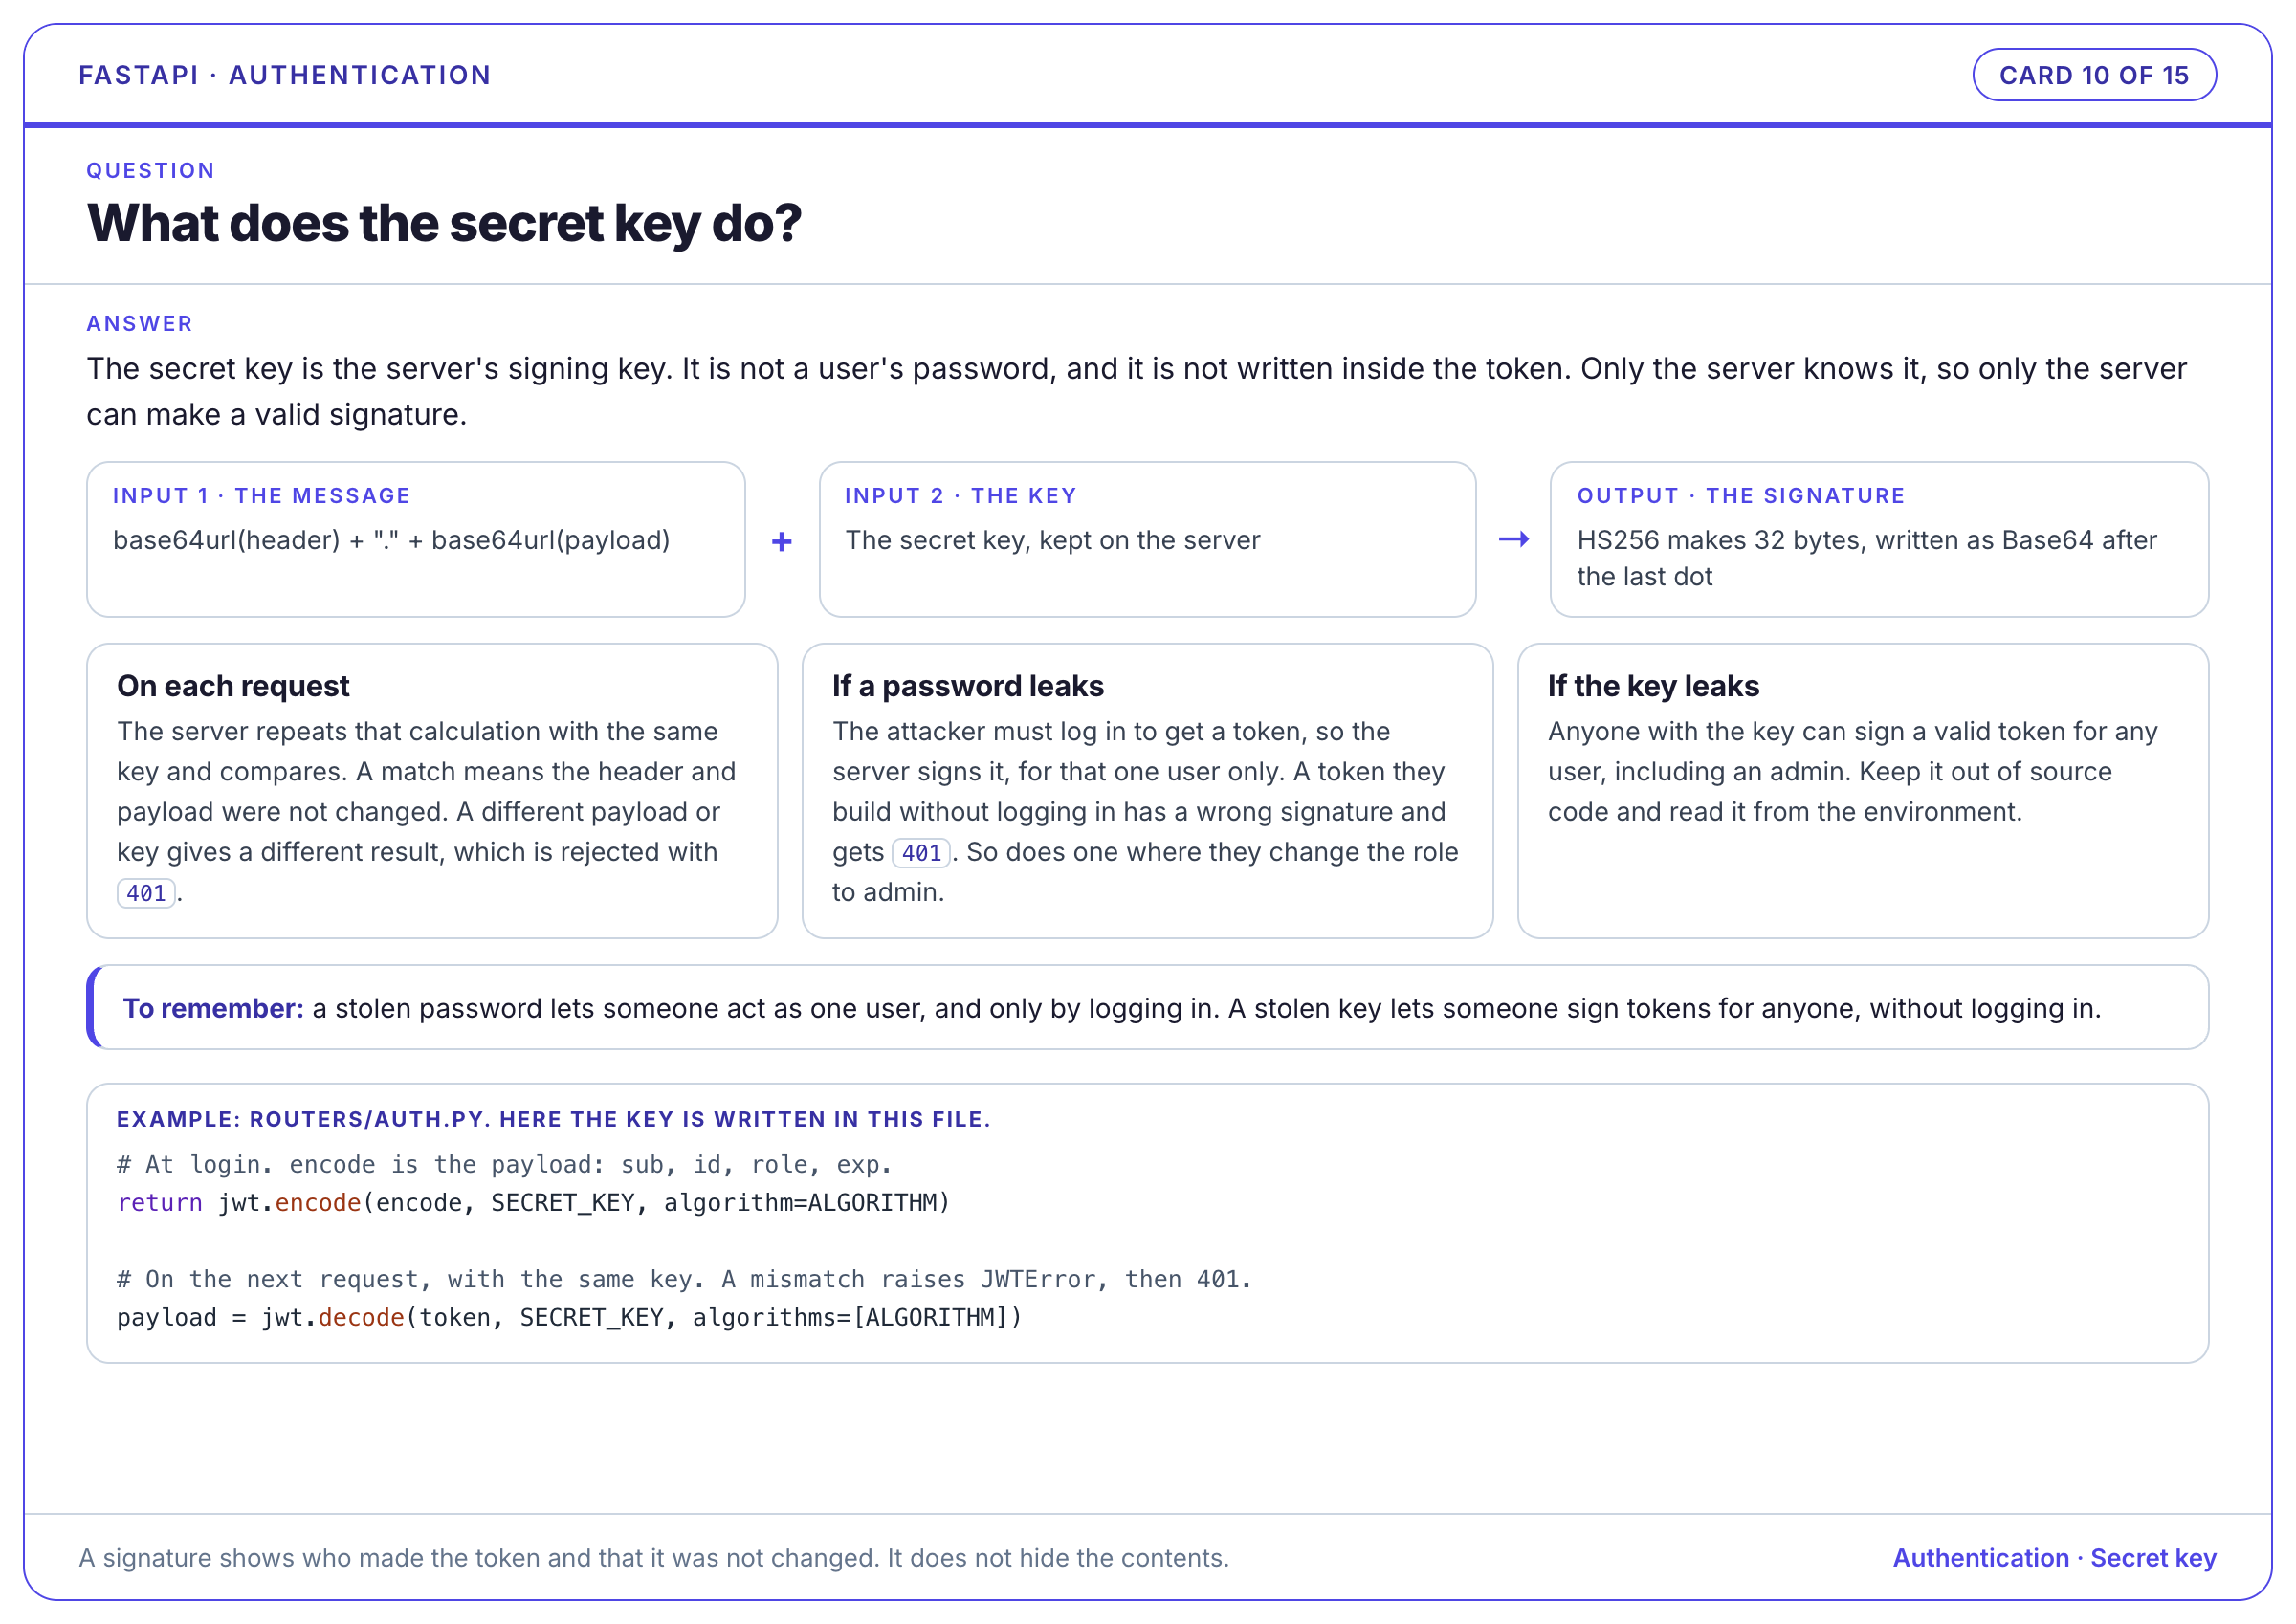 FASTAPI · AUTHENTICATION
CARD 10 OF 15
QUESTION
What does the secret key do?
ANSWER
The secret key is the server's signing key. It is not a user's password, and it is not written inside the token. Only the server knows it, so only the server
can make a valid signature.
INPUT 1 · THE MESSAGE
base64url(header) + "." + base64url(payload)
+
INPUT 2 · THE KEY
The secret key, kept on the server
→
OUTPUT · THE SIGNATURE
HS256 makes 32 bytes, written as Base64 after
the last dot
On each request
The server repeats that calculation with the same
key and compares. A match means the header and
payload were not changed. A different payload or
key gives a different result, which is rejected with
401.
If a password leaks
The attacker must log in to get a token, so the
server signs it, for that one user only. A token they
build without logging in has a wrong signature and
gets 401. So does one where they change the role
to admin.
If the key leaks
Anyone with the key can sign a valid token for any
user, including an admin. Keep it out of source
code and read it from the environment.
To remember: a stolen password lets someone act as one user, and only by logging in. A stolen key lets someone sign tokens for anyone, without logging in.
EXAMPLE: ROUTERS/AUTH.PY. HERE THE KEY IS WRITTEN IN THIS FILE.
# At login. encode is the payload: sub, id, role, exp.
return jwt.encode(encode, SECRET_KEY, algorithm=ALGORITHM)
# On the next request, with the same key. A mismatch raises JWTError, then 401.
payload = jwt.decode(token, SECRET_KEY, algorithms=[ALGORITHM])
A signature shows who made the token and that it was not changed. It does not hide the contents.
Authentication · Secret key